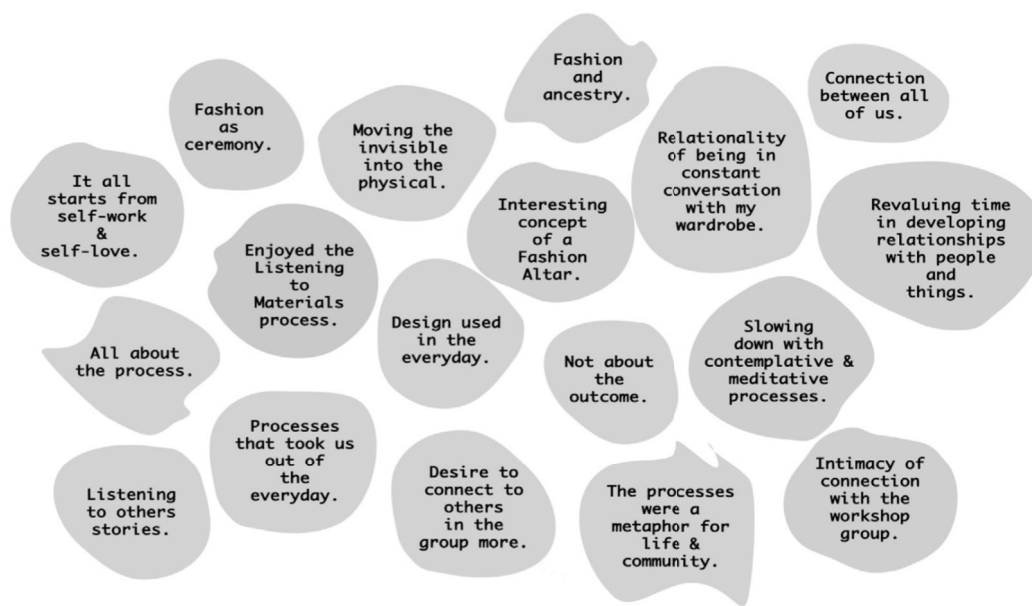 Fashion
and
ancestry.
Connection
between all
of us.
Fashion
as
ceremony.
Moving the
invisible
into the
physical.
Relationality
of being in
constant
conversation
with my
wardrobe.
It all
starts from
self-work
&
self-love.
Interesting
concept
of a
Fashion
Altar.
Revaluing time
in developing
relationships
with people
and
things.
Enjoyed the
Listening
to
Materials
process.
Design used
in the
everyday.
Slowing
down with
contemplative &
meditative
processes.
All about
the process.
Not about
the
outcome.
Processes
that took us
out of
the
everyday.
Listening
to others
stories.
Desire to
connect to
others
in the
group more.
The processes
were a
metaphor for
life &
community.
Intimacy of
connection
with the
workshop
group.